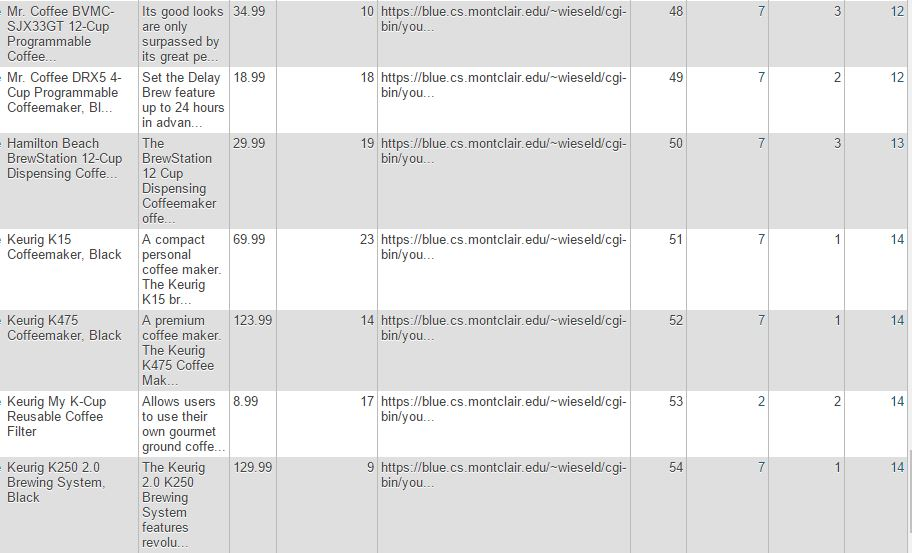 Mr. Coffee BVMC-
SJX33GT 12-Cup
Programmable
Coffee...
Its good looks
are only
surpassed by
its great pe...
34.99
10
https://blue.cs.montclair.edu/~wieseld/cgi-
bin/you...
48
7
3
12
Mr. Coffee DRX5 4-
Cup Programmable
Coffeemaker, Bl...
Set the Delay
Brew feature
up to 24 hours
in advan...
18.99
18
https://blue.cs.montclair.edu/~wieseld/cgi-
bin/you...
49
7
2
12
Hamilton Beach
BrewStation 12-Cup
Dispensing Coffe...
The
BrewStation
12 Cup
Dispensing
Coffeemaker
offe...
29.99
19
https://blue.cs.montclair.edu/~wieseld/cgi-
bin/you...
50
7
3
13
Keurig K15
Coffeemaker, Black
A compact
personal
coffee maker.
The Keurig
K15 br...
69.99
23
https://blue.cs.montclair.edu/~wieseld/cgi-
bin/you...
51
7
1
14
Keurig K475
Coffeemaker, Black
A premium
coffee maker.
The Keurig
K475 Coffee
Mak...
123.99
14
https://blue.cs.montclair.edu/~wieseld/cgi-
bin/you...
52
7
1
14
Keurig My K-Cup
Reusable Coffee
Filter
Allows users
to use their
own gourmet
ground coffe...
8.99
17
https://blue.cs.montclair.edu/~wieseld/cgi-
bin/you...
53
2
2
14
Keurig K250 2.0
Brewing System,
Black
The Keurig
2.0 K250
Brewing
System
features
revolu...
129.99
9
https://blue.cs.montclair.edu/~wieseld/cgi-
bin/you...
54
7
1
14